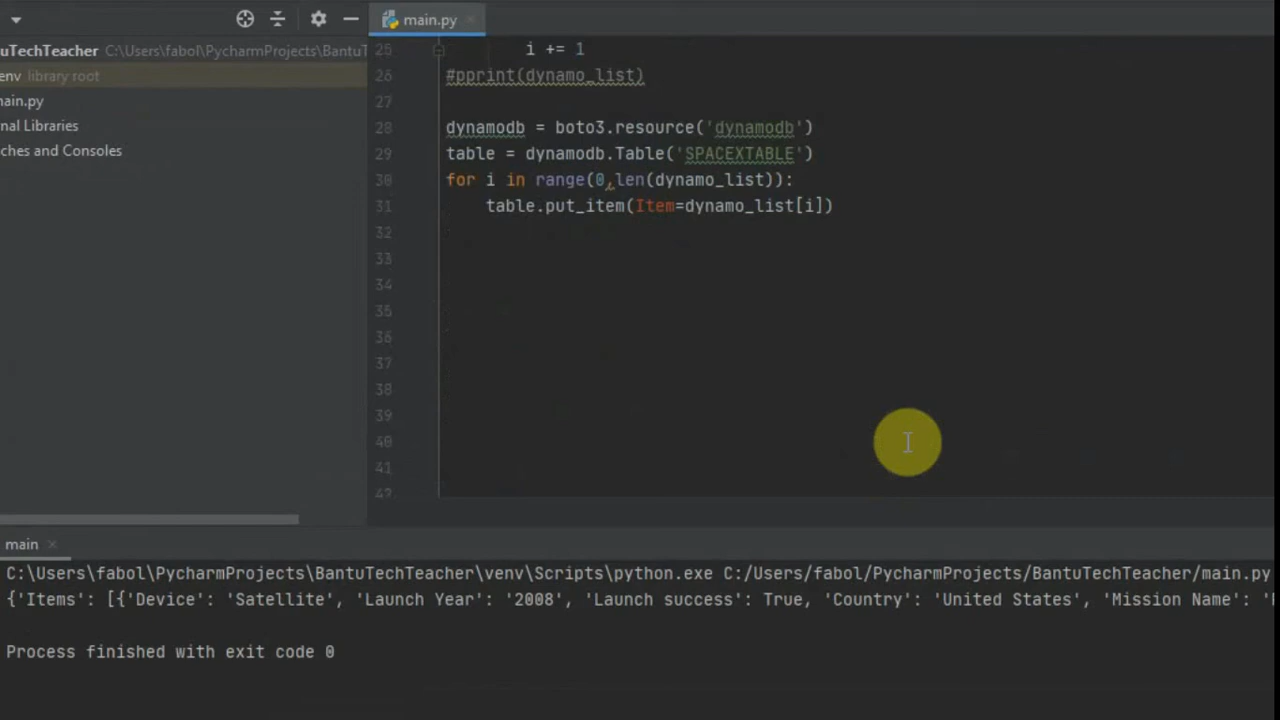 main.py
uTechTeacher C:\Users\fabol\PycharmProjects\BantuT
env library root
nain.py
nal Libraries
ches and Consoles
25 i += 1
26 #pprint(dynamo_list)
27
28 dynamodb = boto3.resource('dynamodb')
29 table = dynamodb.Table('SPACEXTABLE')
30 for i in range(0,len(dynamo_list)):
31 table.put_item(Item=dynamo_list[i])
32
33
34
35
36
37
38
39
40
41
42
main
C:\Users\fabol\PycharmProjects\BantuTechTeacher\venv\Scripts\python.exe C:/Users/fabol/PycharmProjects/BantuTechTeacher/main.py
{'Items': [{'Device': 'Satellite', 'Launch Year': '2008', 'Launch success': True, 'Country': 'United States', 'Mission Name': '
Process finished with exit code 0